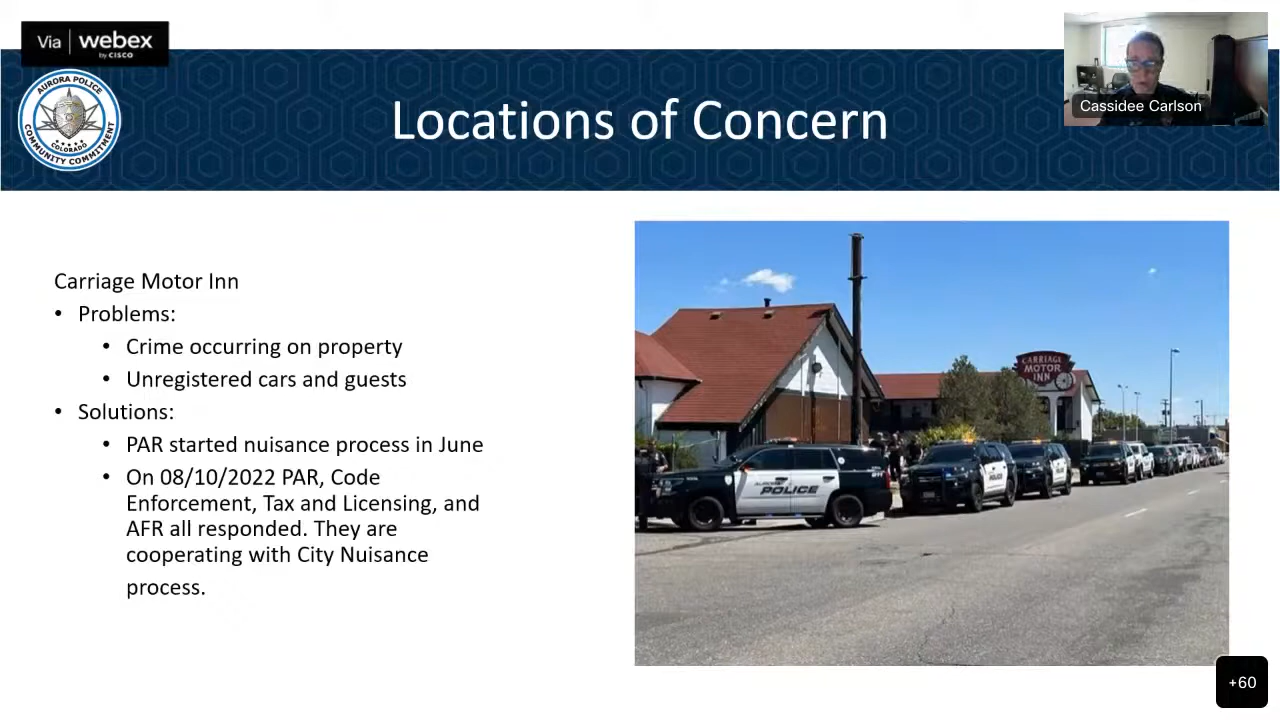 Via webex
by CISCO
AURORA POLICE
COLORADO
COMMUNITY COMMITMENT
Locations of Concern
Cassidee Carlson
Carriage Motor Inn
• Problems:
• Crime occurring on property
• Unregistered cars and guests
• Solutions:
• PAR started nuisance process in June
• On 08/10/2022 PAR, Code
Enforcement, Tax and Licensing, and
AFR all responded. They are
cooperating with City Nuisance
process.
CARRIAGE
MOTOR
INN
POLICE
+60